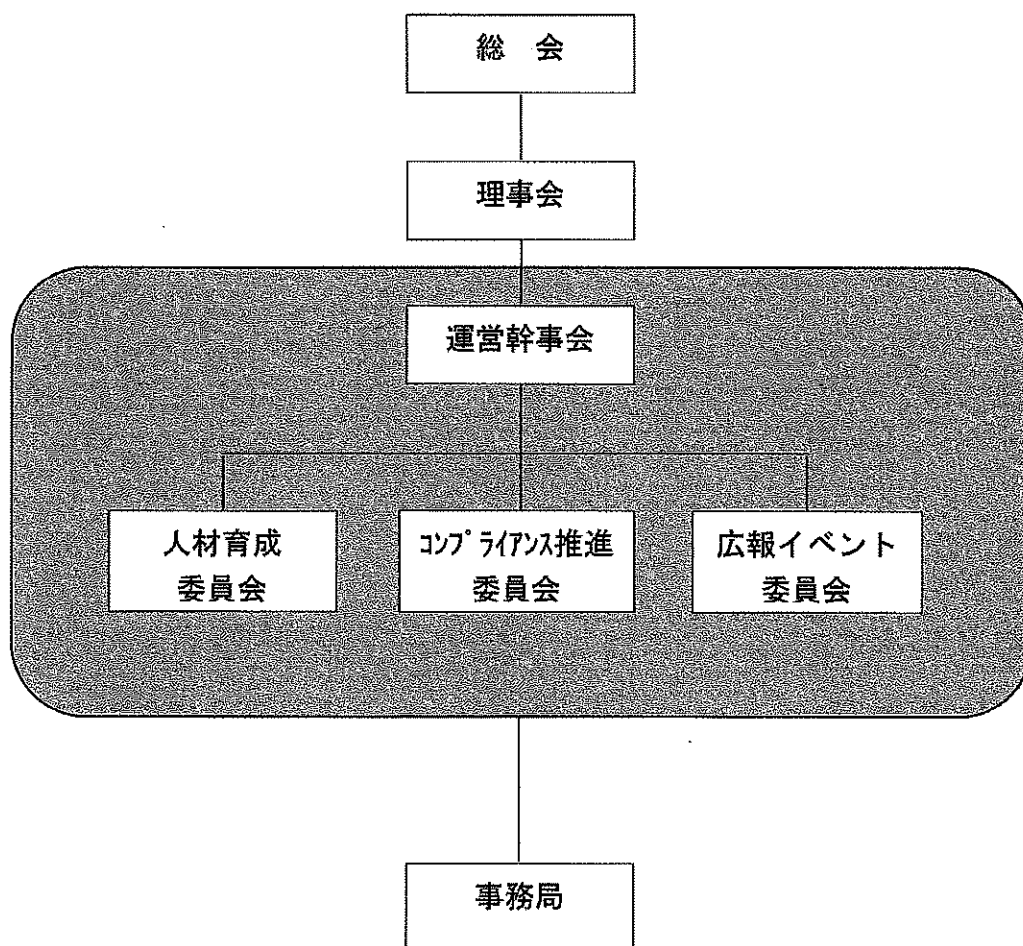 総　会
理事会
運営幹事会
人材育成
委員会
ｺﾝﾌﾟﾗｲｱﾝｽ推進
委員会
広報イベント
委員会
事務局